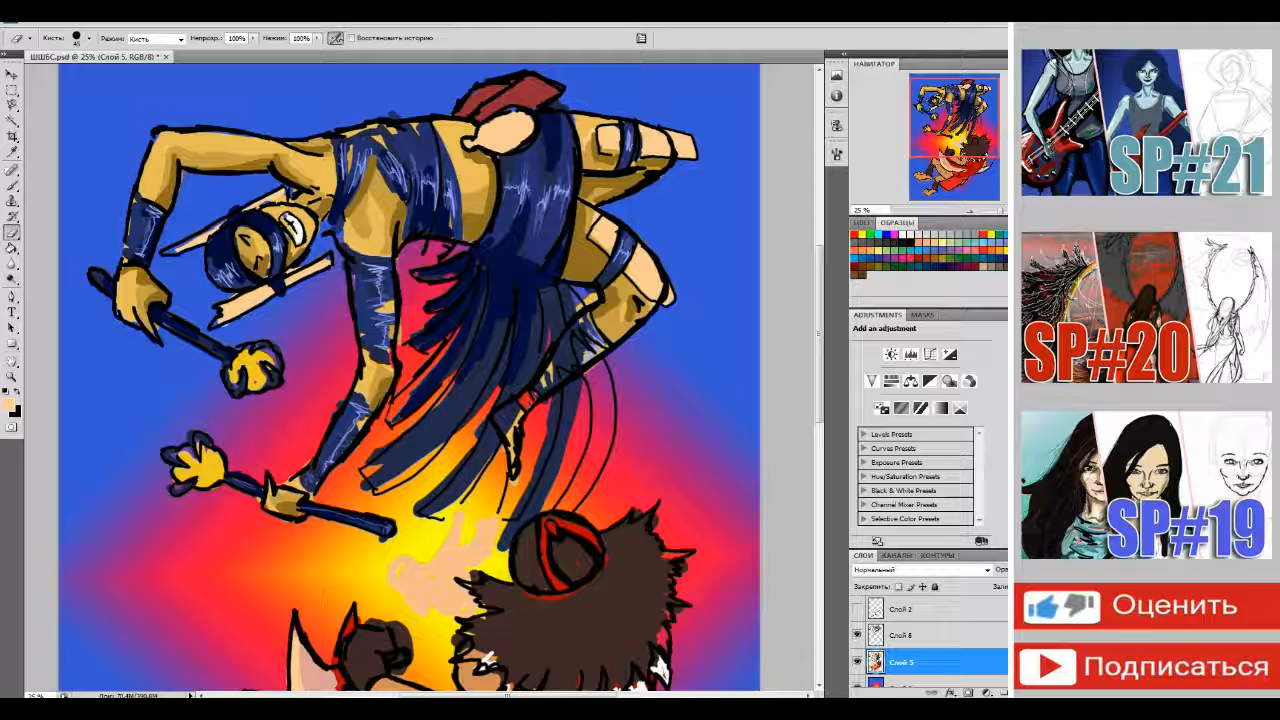 Кисть: 45 Режим: Кисть Непрозр.: 100% Нажим: 100% Восстановить историю
ШШБС.psd @ 25% (Слой 5, RGB/8) *
НАВИГАТОР
25 %
ЦВЕТ ОБРАЗЦЫ
ADJUSTMENTS MASKS
Add an adjustment
Levels Presets
Curves Presets
Exposure Presets
Hue/Saturation Presets
Black & White Presets
Channel Mixer Presets
Selective Color Presets
СЛОИ КАНАЛЫ КОНТУРЫ
Нормальный
Закрепить:
Слой 2
Слой 8
Слой 5
25 %
SP#21
SP#20
SP#19
Оценить
Подписаться